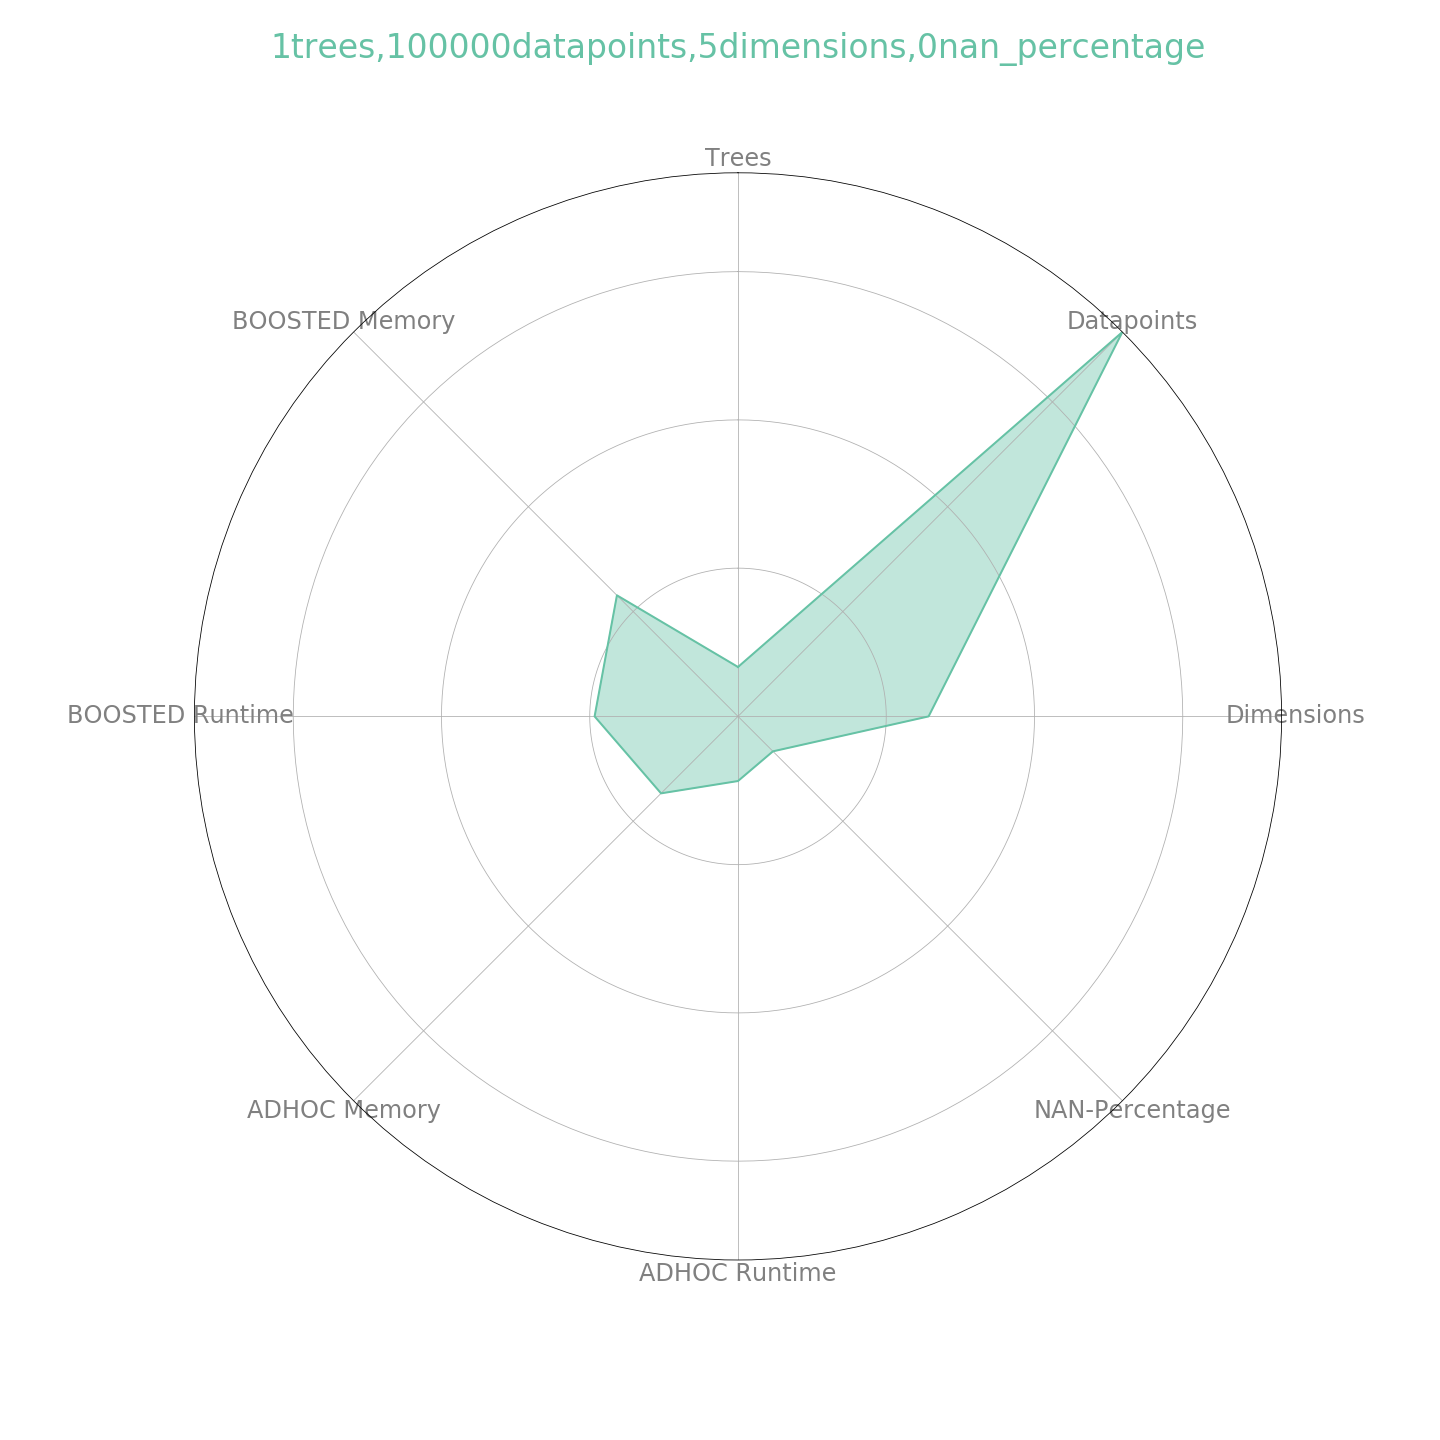 1trees,100000datapoints,5dimensions,0nan_percentage
Trees
BOOSTED Memory
Datapoints
BOOSTED Runtime
Dimensions
ADHOC Memory
NAN-Percentage
ADHOC Runtime